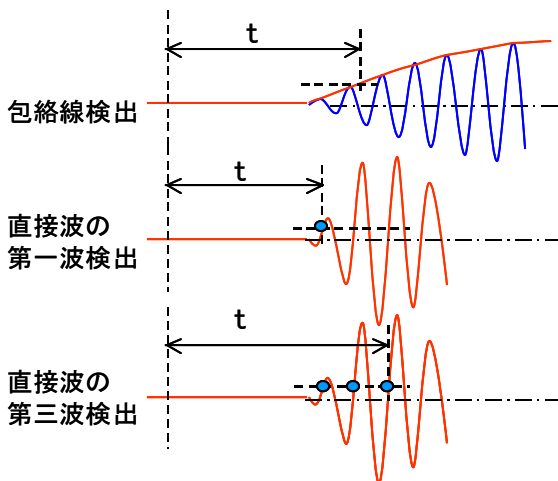 t
包絡線検出
t
直接波の
第一波検出
t
直接波の
第三波検出